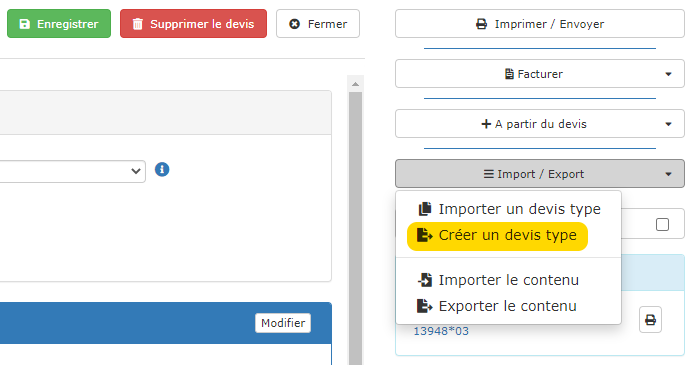 Enregistrer
Supprimer le devis
Fermer
Imprimer / Envoyer
Facturer
A partir du devis
Import / Export
Importer un devis type
Créer un devis type
Importer le contenu
Exporter le contenu
Modifier
13948*03